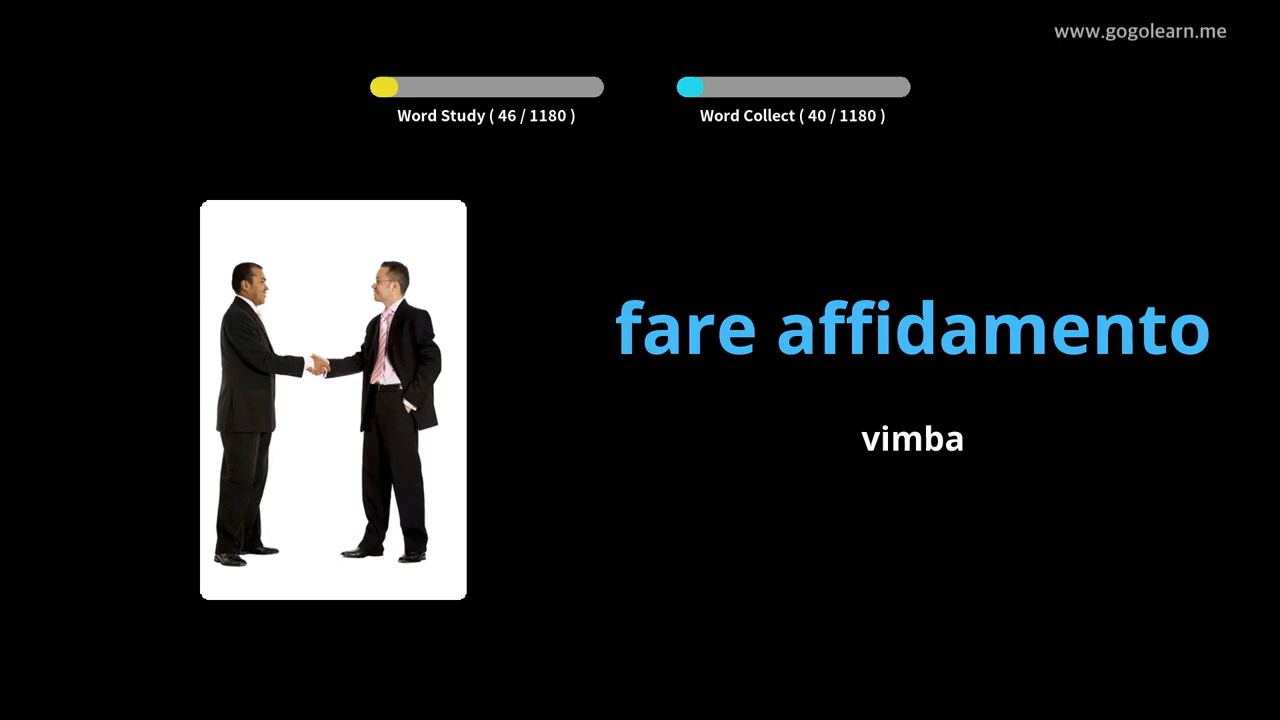 www.gogolearn.me
Word Study ( 46 / 1180 )
Word Collect ( 40 / 1180 )
fare affidamento
vimba